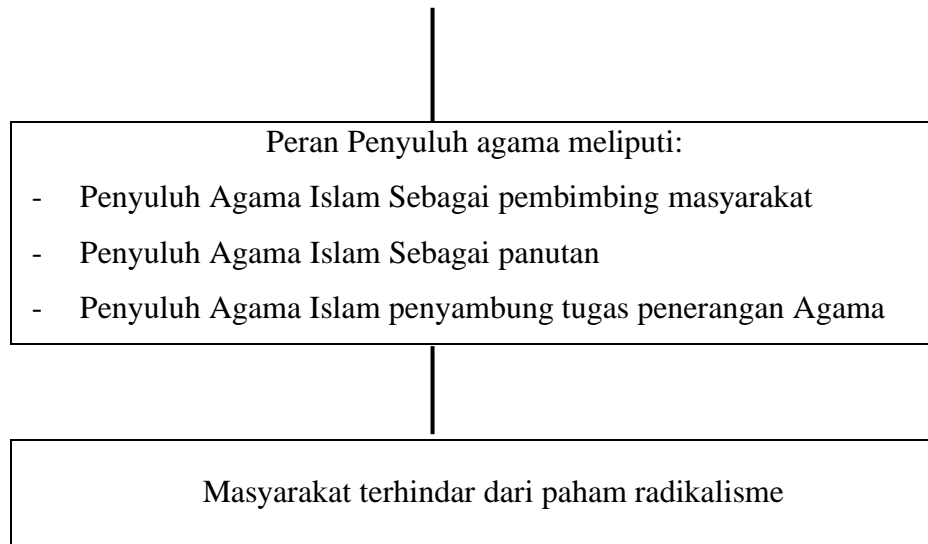 Peran Penyuluh agama meliputi:
- Penyuluh Agama Islam Sebagai pembimbing masyarakat
- Penyuluh Agama Islam Sebagai panutan
- Penyuluh Agama Islam penyambung tugas penerangan Agama
Masyarakat terhindar dari paham radikalisme